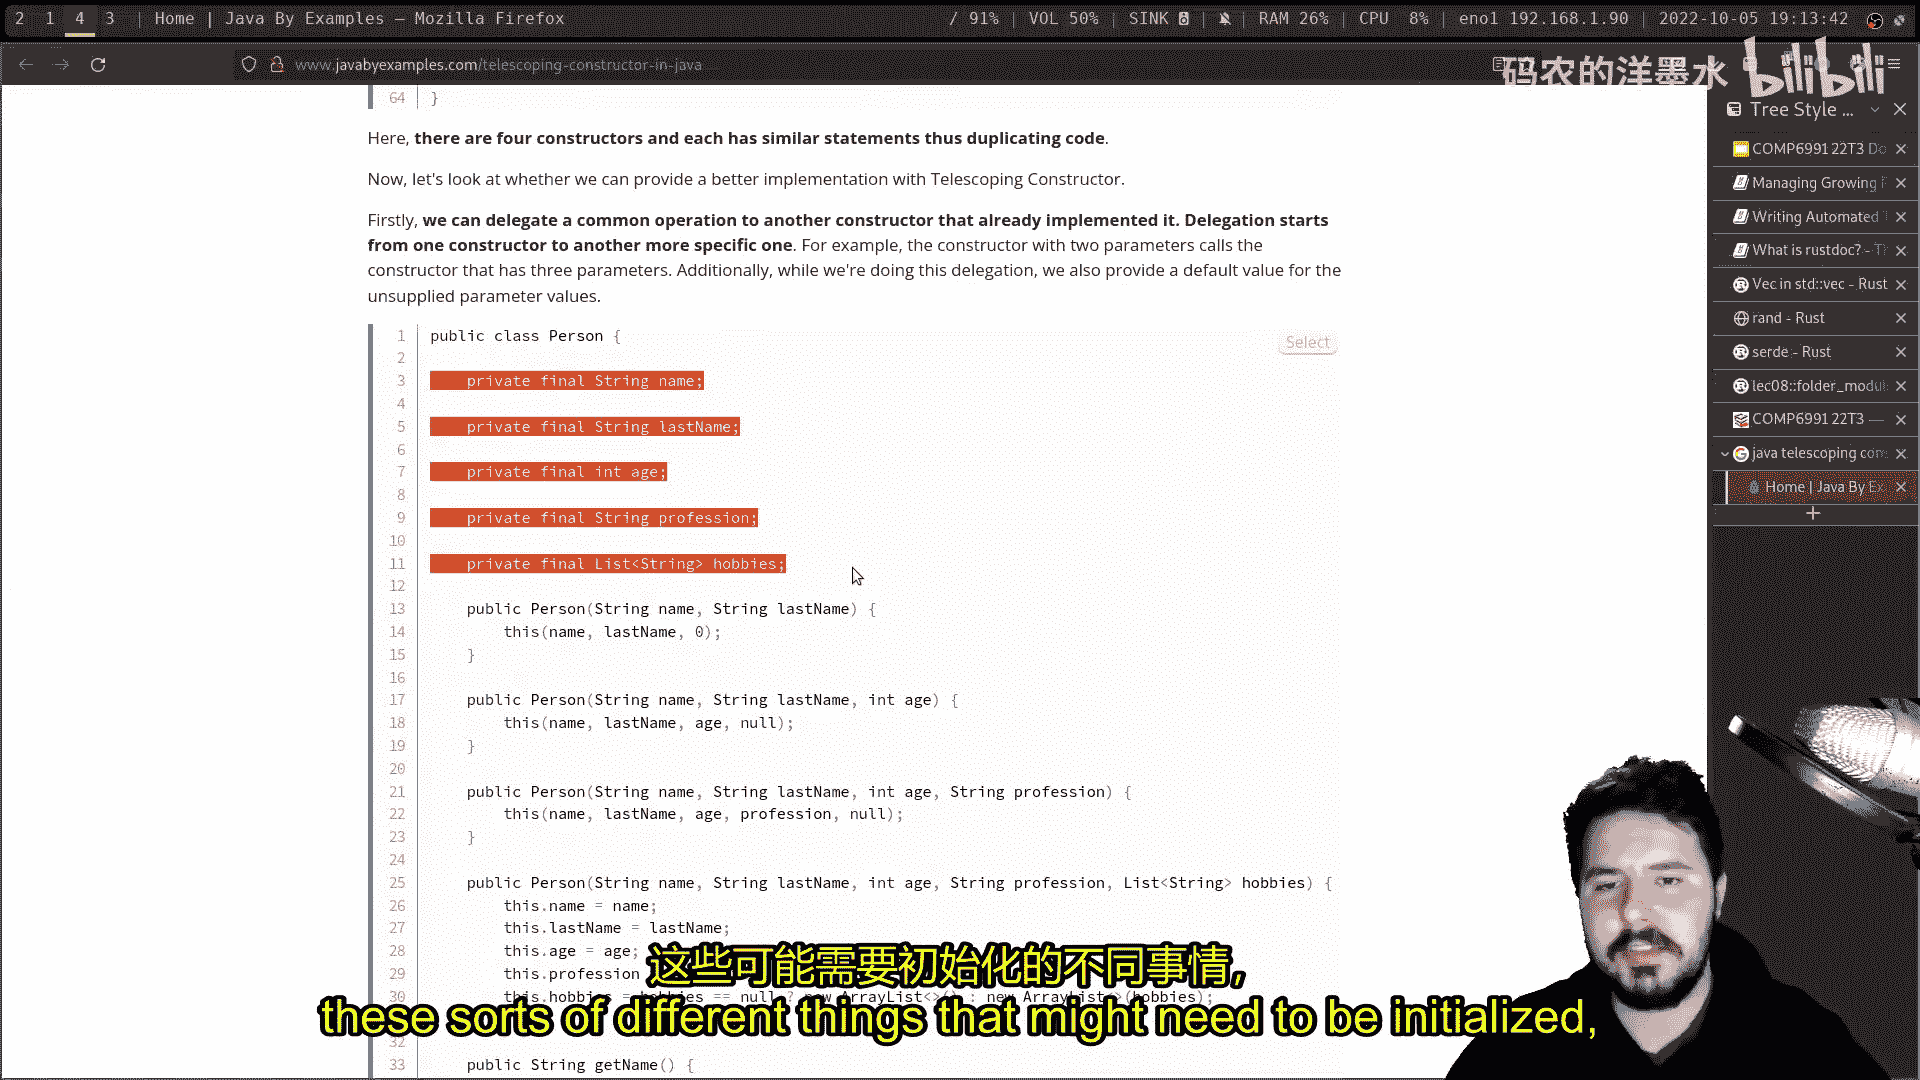 2 1 4 3 | Home | Java By Examples — Mozilla Firefox
/ 91% | VOL 50% | SINK | RAM 26% | CPU 8% | eno1 192.168.1.90 | 2022-10-05 19:13:42
www.javabyexamples.com/telescoping-constructor-in-java
码农的洋墨水 bilibili
Tree Style ...
COMP6991 22T3 Do
Managing Growing
Writing Automated
What is rustdoc? - Th
Vec in std::vec - Rust
rand - Rust
serde - Rust
lec08::folder_modul
COMP6991 22T3 —
java telescoping con
Home | Java By Ex
64 }
Here, there are four constructors and each has similar statements thus duplicating code.
Now, let's look at whether we can provide a better implementation with Telescoping Constructor.
Firstly, we can delegate a common operation to another constructor that already implemented it. Delegation starts
from one constructor to another more specific one. For example, the constructor with two parameters calls the
constructor that has three parameters. Additionally, while we're doing this delegation, we also provide a default value for the
unsupplied parameter values.
Select
1 public class Person {
2
3 private final String name;
4
5 private final String lastName;
6
7 private final int age;
8
9 private final String profession;
10
11 private final List<String> hobbies;
12
13 public Person(String name, String lastName) {
14 this(name, lastName, 0);
15 }
16
17 public Person(String name, String lastName, int age) {
18 this(name, lastName, age, null);
19 }
20
21 public Person(String name, String lastName, int age, String profession) {
22 this(name, lastName, age, profession, null);
23 }
24
25 public Person(String name, String lastName, int age, String profession, List<String> hobbies) {
26 this.name = name;
27 this.lastName = lastName;
28 this.age = age;
29 this.profession
30 this.hobbies = hobbies == null ? new ArrayList<>() : new ArrayList<>(hobbies);
32
33 public String getName() {
这些可能需要初始化的不同事情,
these sorts of different things that might need to be initialized,